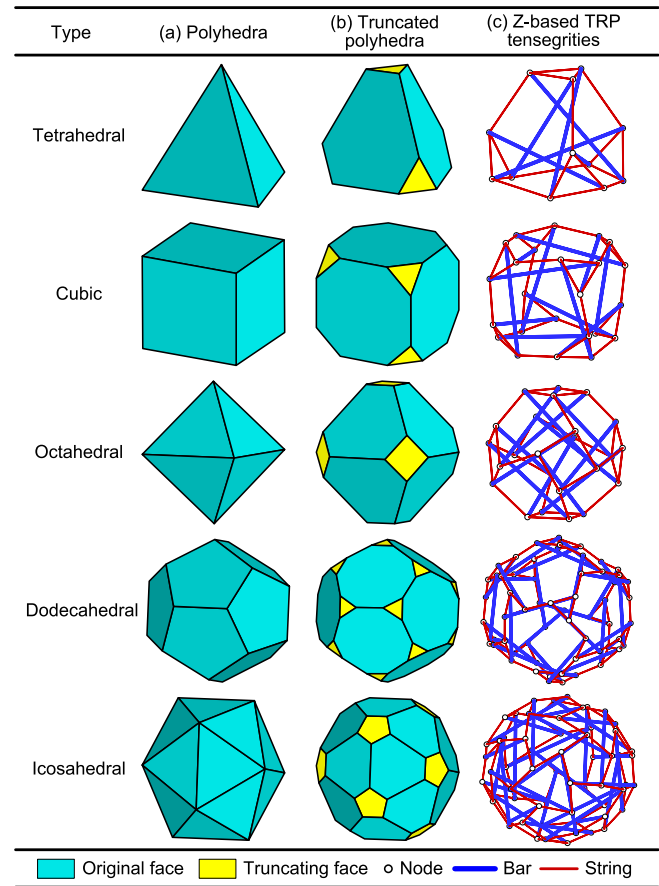 Type (a) Polyhedra (b) Truncated polyhedra (c) Z-based TRP tensegrities
Tetrahedral
Cubic
Octahedral
Dodecahedral
Icosahedral
Original face Truncating face Node Bar String